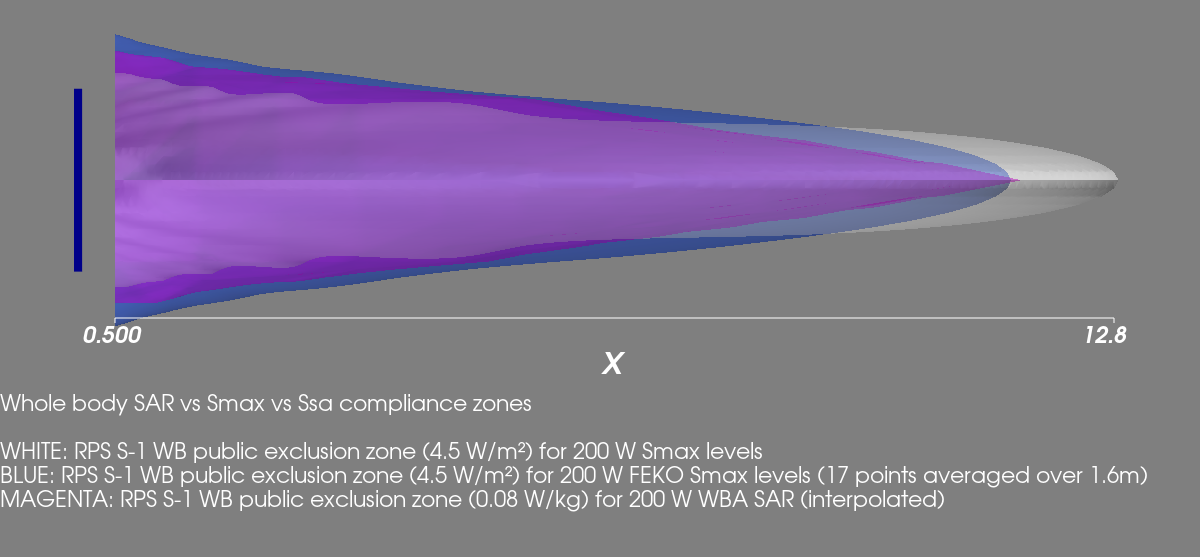 0.500
12.8
X
Whole body SAR vs Smax vs Ssa compliance zones
WHITE: RPS S-1 WB public exclusion zone (4.5 W/m²) for 200 W Smax levels
BLUE: RPS S-1 WB public exclusion zone (4.5 W/m²) for 200 W FEKO Smax levels (17 points averaged over 1.6m)
MAGENTA: RPS S-1 WB public exclusion zone (0.08 W/kg) for 200 W WBA SAR (interpolated)